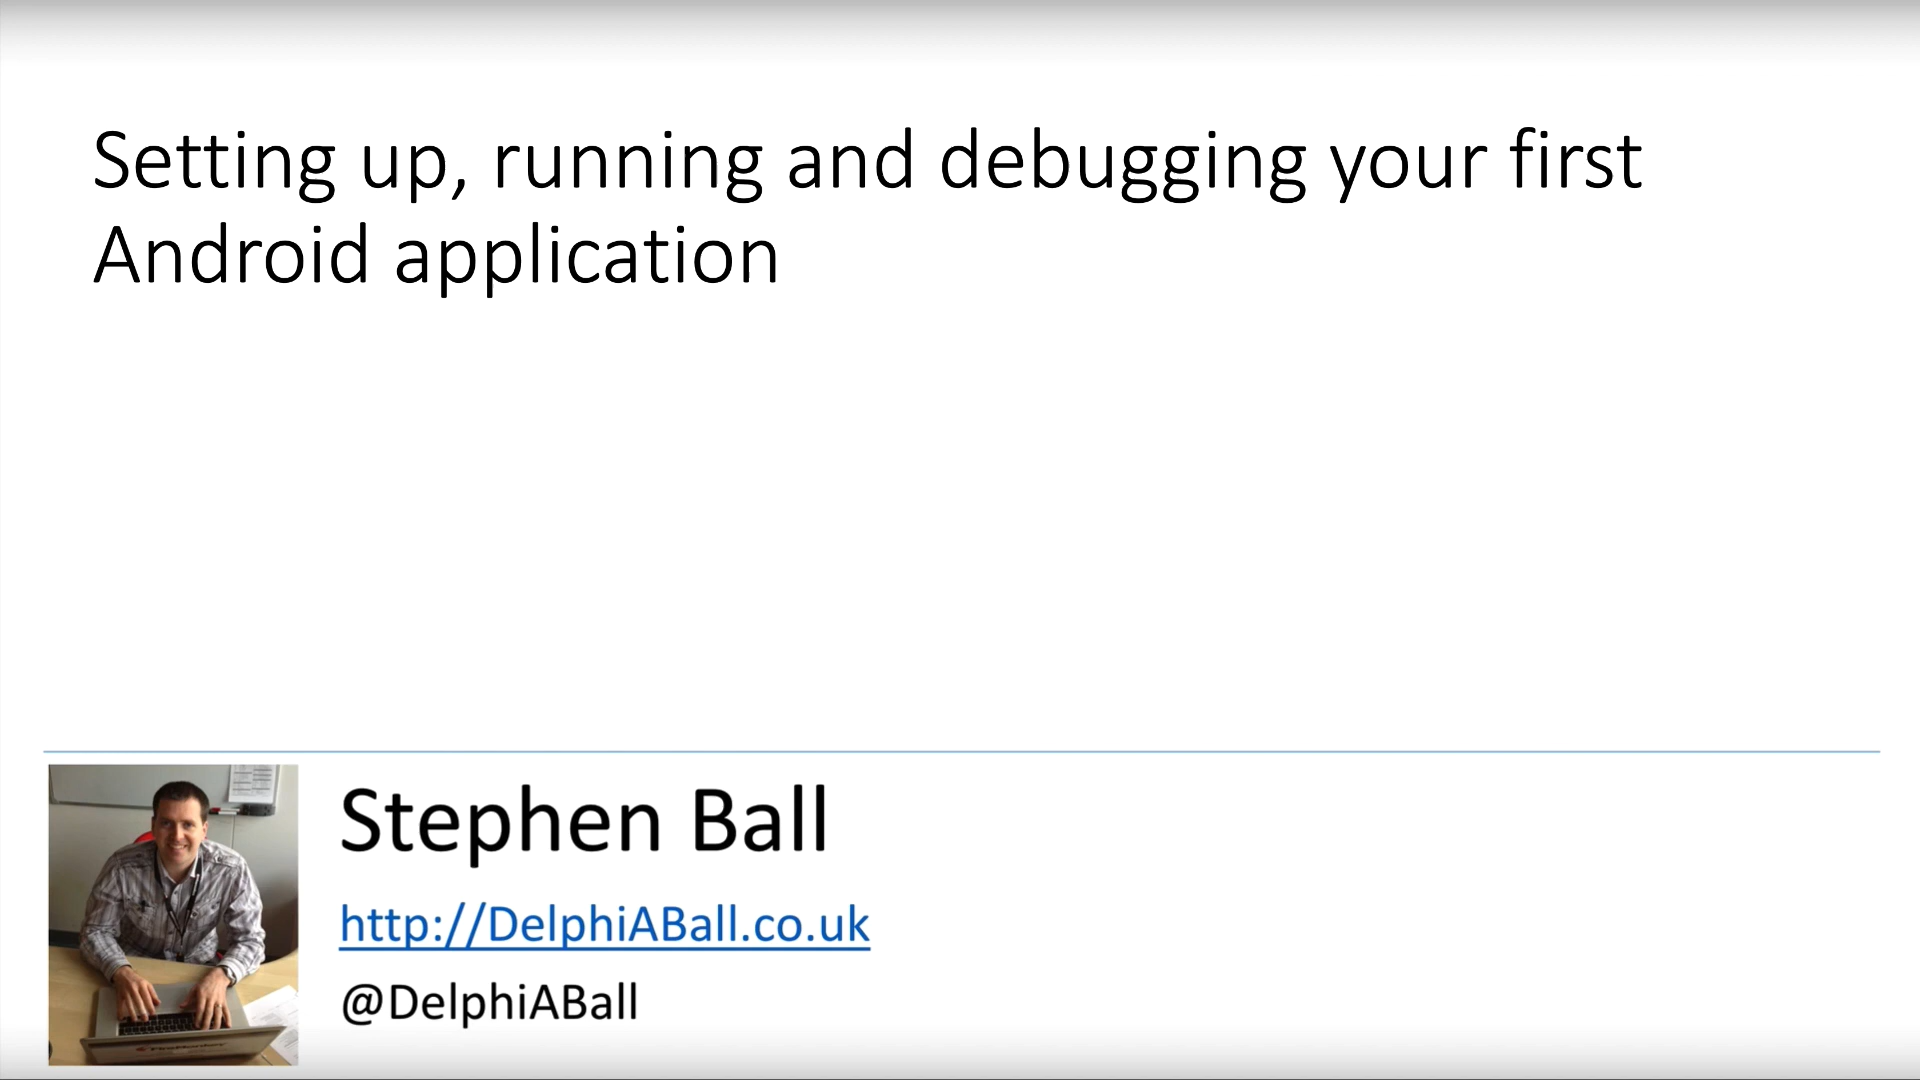 Setting up, running and debugging your first
Android application
Stephen Ball
http://DelphiABall.co.uk
@DelphiABall